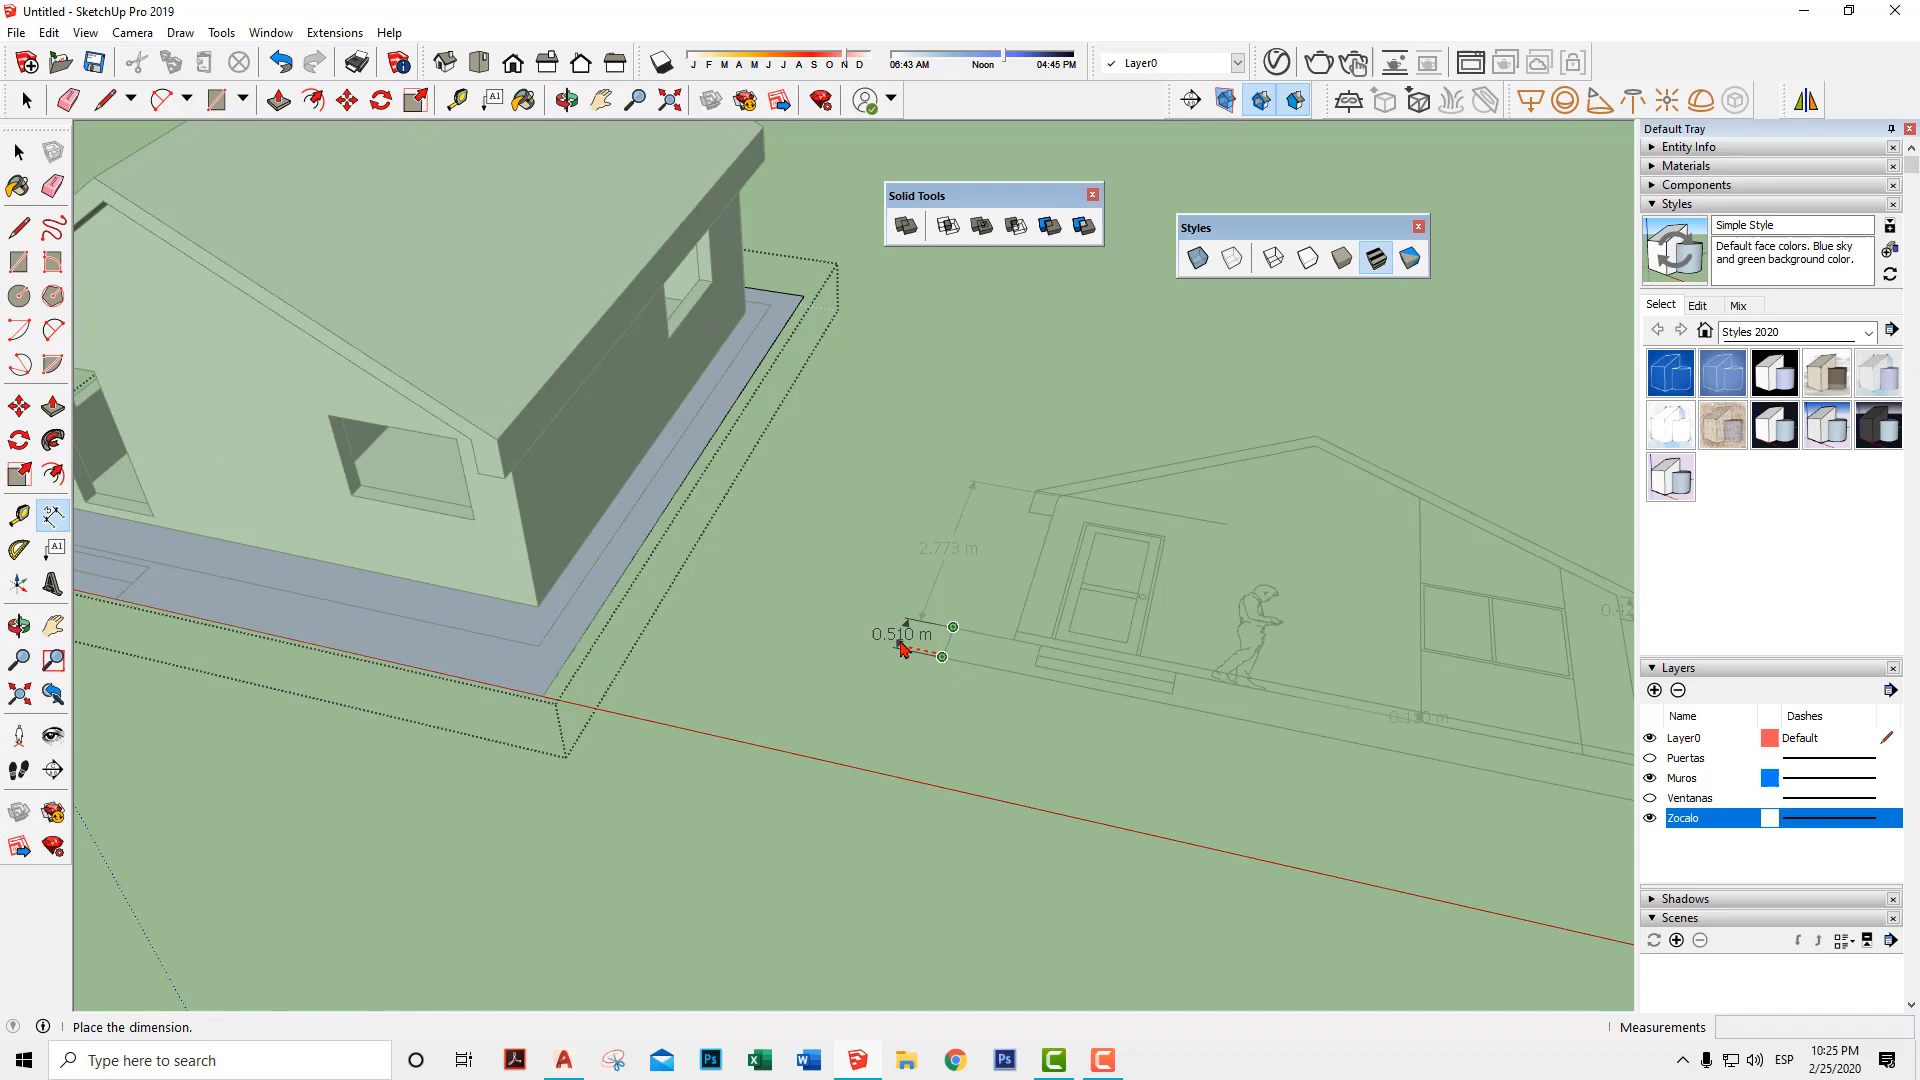 Untitled - SketchUp Pro 2019
File Edit View Camera Draw Tools Window Extensions Help
J F M A M J J A S O N D
06:43 AM Noon 04:45 PM
✓ Layer0
A1
Default Tray
Entity Info
Materials
Components
Styles
Simple Style
Default face colors. Blue sky and green background color.
Select Edit Mix
Styles 2020
Solid Tools
Styles
2.773 m
0.510 m
A1
Layers
Name Dashes
Layer0 Default
Puertas
Muros
Ventanas
Zocalo
Shadows
Scenes
Place the dimension.
Measurements
Type here to search
Ps
Ps
ESP
10:25 PM
2/25/2020